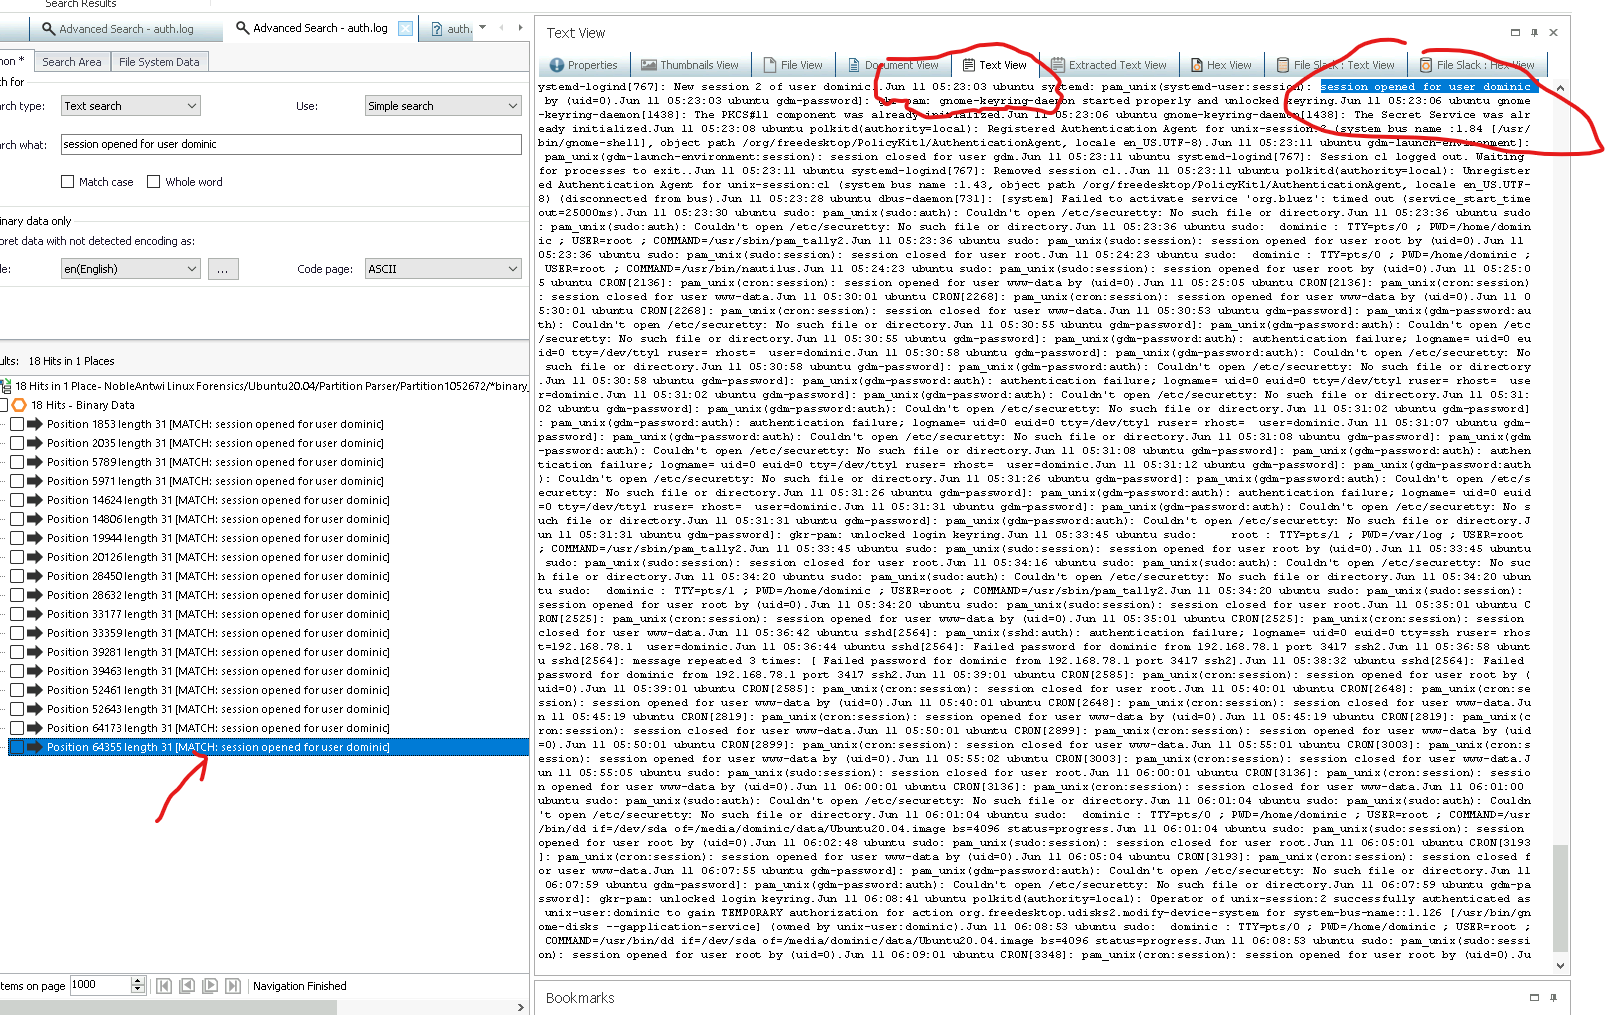 Search Results
Advanced Search - auth.log
Advanced Search - auth.log
auth.
non *
Search Area
File System Data
ch for
arch type:
Text search
Use:
Simple search
arch what:
session opened for user dominic
Match case
Whole word
inary data only
pret data with not detected encoding as:
le:
en(English)
...
Code page:
ASCII
ults: 18 Hits in 1 Places
18 Hits in 1 Place- NobleAntwi Linux Forensics/Ubuntu20.04/Partition Parser/Partition1052672/*binary_
18 Hits - Binary Data
Position 1853 length 31 [MATCH: session opened for user dominic]
Position 2035 length 31 [MATCH: session opened for user dominic]
Position 5789 length 31 [MATCH: session opened for user dominic]
Position 5971 length 31 [MATCH: session opened for user dominic]
Position 14624 length 31 [MATCH: session opened for user dominic]
Position 14806 length 31 [MATCH: session opened for user dominic]
Position 19944 length 31 [MATCH: session opened for user dominic]
Position 20126 length 31 [MATCH: session opened for user dominic]
Position 28450 length 31 [MATCH: session opened for user dominic]
Position 28632 length 31 [MATCH: session opened for user dominic]
Position 33177 length 31 [MATCH: session opened for user dominic]
Position 33359 length 31 [MATCH: session opened for user dominic]
Position 39281 length 31 [MATCH: session opened for user dominic]
Position 39463 length 31 [MATCH: session opened for user dominic]
Position 52461 length 31 [MATCH: session opened for user dominic]
Position 52643 length 31 [MATCH: session opened for user dominic]
Position 64173 length 31 [MATCH: session opened for user dominic]
Position 64355 length 31 [MATCH: session opened for user dominic]
tems on page
1000
Navigation Finished
Text View
Properties
Thumbnails View
File View
Document View
Text View
Extracted Text View
Hex View
File Slack : Text View
File Slack : Hex View
ystemd-logind[767]: New session 2 of user dominic..Jun 11 05:23:03 ubuntu systemd: pam_unix(systemd-user:session): session opened for user dominic
by (uid=0).Jun 11 05:23:03 ubuntu gdm-password]: gkr-pam: gnome-keyring-daemon started properly and unlocked keyring.Jun 11 05:23:06 ubuntu gnome
-keyring-daemon[1438]: The PKCS#11 component was already initialized.Jun 11 05:23:06 ubuntu gnome-keyring-daemon[1438]: The Secret Service was alr
eady initialized.Jun 11 05:23:08 ubuntu polkitd(authority=local): Registered Authentication Agent for unix-session: (system bus name :1.84 [/usr/
bin/gnome-shell], object path /org/freedesktop/PolicyKit1/AuthenticationAgent, locale en_US.UTF-8).Jun 11 05:23:11 ubuntu gdm-launch-environment]:
pam_unix(gdm-launch-environment:session): session closed for user gdm.Jun 11 05:23:11 ubuntu systemd-logind[767]: Session c1 logged out. Waiting
for processes to exit..Jun 11 05:23:11 ubuntu systemd-logind[767]: Removed session c1..Jun 11 05:23:11 ubuntu polkitd(authority=local): Unregister
ed Authentication Agent for unix-session:c1 (system bus name :1.43, object path /org/freedesktop/PolicyKit1/AuthenticationAgent, locale en_US.UTF-
8) (disconnected from bus).Jun 11 05:23:28 ubuntu dbus-daemon[731]: [system] Failed to activate service 'org.bluez': timed out (service_start_time
out=25000ms).Jun 11 05:23:30 ubuntu sudo: pam_unix(sudo:auth): Couldn't open /etc/securetty: No such file or directory.Jun 11 05:23:36 ubuntu sudo
: pam_unix(sudo:auth): Couldn't open /etc/securetty: No such file or directory.Jun 11 05:23:36 ubuntu sudo: dominic : TTY=pts/0 ; PWD=/home/domin
ic ; USER=root ; COMMAND=/usr/sbin/pam_tally2.Jun 11 05:23:36 ubuntu sudo: pam_unix(sudo:session): session opened for user root by (uid=0).Jun 11
05:23:36 ubuntu sudo: pam_unix(sudo:session): session closed for user root.Jun 11 05:24:23 ubuntu sudo: dominic : TTY=pts/0 ; PWD=/home/dominic ;
USER=root ; COMMAND=/usr/bin/nautilus.Jun 11 05:24:23 ubuntu sudo: pam_unix(sudo:session): session opened for user root by (uid=0).Jun 11 05:25:0
5 ubuntu CRON[2136]: pam_unix(cron:session): session opened for user www-data by (uid=0).Jun 11 05:25:05 ubuntu CRON[2136]: pam_unix(cron:session)
: session closed for user www-data.Jun 11 05:30:01 ubuntu CRON[2268]: pam_unix(cron:session): session opened for user www-data by (uid=0).Jun 11 0
5:30:01 ubuntu CRON[2268]: pam_unix(cron:session): session closed for user www-data.Jun 11 05:30:53 ubuntu gdm-password]: pam_unix(gdm-password:au
th): Couldn't open /etc/securetty: No such file or directory.Jun 11 05:30:55 ubuntu gdm-password]: pam_unix(gdm-password:auth): Couldn't open /etc
/securetty: No such file or directory.Jun 11 05:30:55 ubuntu gdm-password]: pam_unix(gdm-password:auth): authentication failure; logname= uid=0 eu
id=0 tty=/dev/tty1 ruser= rhost= user=dominic.Jun 11 05:30:58 ubuntu gdm-password]: pam_unix(gdm-password:auth): Couldn't open /etc/securetty: No
such file or directory.Jun 11 05:30:58 ubuntu gdm-password]: pam_unix(gdm-password:auth): Couldn't open /etc/securetty: No such file or directory
.Jun 11 05:30:58 ubuntu gdm-password]: pam_unix(gdm-password:auth): authentication failure; logname= uid=0 euid=0 tty=/dev/tty1 ruser= rhost= use
r=dominic.Jun 11 05:31:02 ubuntu gdm-password]: pam_unix(gdm-password:auth): Couldn't open /etc/securetty: No such file or directory.Jun 11 05:31:
02 ubuntu gdm-password]: pam_unix(gdm-password:auth): Couldn't open /etc/securetty: No such file or directory.Jun 11 05:31:02 ubuntu gdm-password]
: pam_unix(gdm-password:auth): authentication failure; logname= uid=0 euid=0 tty=/dev/tty1 ruser= rhost= user=dominic.Jun 11 05:31:07 ubuntu gdm-
password]: pam_unix(gdm-password:auth): Couldn't open /etc/securetty: No such file or directory.Jun 11 05:31:08 ubuntu gdm-password]: pam_unix(gdm
-password:auth): Couldn't open /etc/securetty: No such file or directory.Jun 11 05:31:08 ubuntu gdm-password]: pam_unix(gdm-password:auth): authen
tication failure; logname= uid=0 euid=0 tty=/dev/tty1 ruser= rhost= user=dominic.Jun 11 05:31:12 ubuntu gdm-password]: pam_unix(gdm-password:auth
): Couldn't open /etc/securetty: No such file or directory.Jun 11 05:31:26 ubuntu gdm-password]: pam_unix(gdm-password:auth): Couldn't open /etc/s
ecuretty: No such file or directory.Jun 11 05:31:26 ubuntu gdm-password]: pam_unix(gdm-password:auth): authentication failure; logname= uid=0 euid
=0 tty=/dev/tty1 ruser= rhost= user=dominic.Jun 11 05:31:31 ubuntu gdm-password]: pam_unix(gdm-password:auth): Couldn't open /etc/securetty: No s
uch file or directory.Jun 11 05:31:31 ubuntu gdm-password]: pam_unix(gdm-password:auth): Couldn't open /etc/securetty: No such file or directory.J
un 11 05:31:31 ubuntu gdm-password]: gkr-pam: unlocked login keyring.Jun 11 05:33:45 ubuntu sudo: root : TTY=pts/1 ; PWD=/var/log ; USER=root
; COMMAND=/usr/sbin/pam_tally2.Jun 11 05:33:45 ubuntu sudo: pam_unix(sudo:session): session opened for user root by (uid=0).Jun 11 05:33:45 ubuntu
sudo: pam_unix(sudo:session): session closed for user root.Jun 11 05:34:16 ubuntu sudo: pam_unix(sudo:auth): Couldn't open /etc/securetty: No suc
h file or directory.Jun 11 05:34:20 ubuntu sudo: pam_unix(sudo:auth): Couldn't open /etc/securetty: No such file or directory.Jun 11 05:34:20 ubun
tu sudo: dominic : TTY=pts/1 ; PWD=/home/dominic ; USER=root ; COMMAND=/usr/sbin/pam_tally2.Jun 11 05:34:20 ubuntu sudo: pam_unix(sudo:session):
session opened for user root by (uid=0).Jun 11 05:34:20 ubuntu sudo: pam_unix(sudo:session): session closed for user root.Jun 11 05:35:01 ubuntu C
RON[2525]: pam_unix(cron:session): session opened for user www-data by (uid=0).Jun 11 05:35:01 ubuntu CRON[2525]: pam_unix(cron:session): session
closed for user www-data.Jun 11 05:36:42 ubuntu sshd[2564]: pam_unix(sshd:auth): authentication failure; logname= uid=0 euid=0 tty=ssh ruser= rhos
t=192.168.78.1 user=dominic.Jun 11 05:36:44 ubuntu sshd[2564]: Failed password for dominic from 192.168.78.1 port 3417 ssh2.Jun 11 05:36:58 ubunt
u sshd[2564]: message repeated 3 times: [ Failed password for dominic from 192.168.78.1 port 3417 ssh2].Jun 11 05:38:32 ubuntu sshd[2564]: Failed
password for dominic from 192.168.78.1 port 3417 ssh2.Jun 11 05:39:01 ubuntu CRON[2585]: pam_unix(cron:session): session opened for user root by (
uid=0).Jun 11 05:39:01 ubuntu CRON[2585]: pam_unix(cron:session): session closed for user root.Jun 11 05:40:01 ubuntu CRON[2648]: pam_unix(cron:se
ssion): session opened for user www-data by (uid=0).Jun 11 05:40:01 ubuntu CRON[2648]: pam_unix(cron:session): session closed for user www-data.Ju
n 11 05:45:19 ubuntu CRON[2819]: pam_unix(cron:session): session opened for user www-data by (uid=0).Jun 11 05:45:19 ubuntu CRON[2819]: pam_unix(c
ron:session): session closed for user www-data.Jun 11 05:50:01 ubuntu CRON[2899]: pam_unix(cron:session): session opened for user www-data by (uid
=0).Jun 11 05:50:01 ubuntu CRON[2899]: pam_unix(cron:session): session closed for user www-data.Jun 11 05:55:01 ubuntu CRON[3003]: pam_unix(cron:s
ession): session opened for user www-data by (uid=0).Jun 11 05:55:02 ubuntu CRON[3003]: pam_unix(cron:session): session closed for user www-data.J
un 11 05:55:05 ubuntu sudo: pam_unix(sudo:session): session closed for user root.Jun 11 06:00:01 ubuntu CRON[3136]: pam_unix(cron:session): sessio
n opened for user www-data by (uid=0).Jun 11 06:00:01 ubuntu CRON[3136]: pam_unix(cron:session): session closed for user www-data.Jun 11 06:01:00
ubuntu sudo: pam_unix(sudo:auth): Couldn't open /etc/securetty: No such file or directory.Jun 11 06:01:04 ubuntu sudo: pam_unix(sudo:auth): Couldn
't open /etc/securetty: No such file or directory.Jun 11 06:01:04 ubuntu sudo: dominic : TTY=pts/0 ; PWD=/home/dominic ; USER=root ; COMMAND=/usr
/bin/dd if=/dev/sda of=/media/dominic/data/Ubuntu20.04.image bs=4096 status=progress.Jun 11 06:01:04 ubuntu sudo: pam_unix(sudo:session): session
opened for user root by (uid=0).Jun 11 06:02:48 ubuntu sudo: pam_unix(sudo:session): session closed for user root.Jun 11 06:05:01 ubuntu CRON[3193
]: pam_unix(cron:session): session opened for user www-data by (uid=0).Jun 11 06:05:04 ubuntu CRON[3193]: pam_unix(cron:session): session closed f
or user www-data.Jun 11 06:07:55 ubuntu gdm-password]: pam_unix(gdm-password:auth): Couldn't open /etc/securetty: No such file or directory.Jun 11
06:07:59 ubuntu gdm-password]: pam_unix(gdm-password:auth): Couldn't open /etc/securetty: No such file or directory.Jun 11 06:07:59 ubuntu gdm-pa
ssword]: gkr-pam: unlocked login keyring.Jun 11 06:08:41 ubuntu polkitd(authority=local): Operator of unix-session:2 successfully authenticated as
unix-user:dominic to gain TEMPORARY authorization for action org.freedesktop.udisks2.modify-device-system for system-bus-name::1.126 [/usr/bin/gn
ome-disks --gapplication-service] (owned by unix-user:dominic).Jun 11 06:08:53 ubuntu sudo: dominic : TTY=pts/0 ; PWD=/home/dominic ; USER=root ;
COMMAND=/usr/bin/dd if=/dev/sda of=/media/dominic/data/Ubuntu20.04.image bs=4096 status=progress.Jun 11 06:08:53 ubuntu sudo: pam_unix(sudo:sessi
on): session opened for user root by (uid=0).Jun 11 06:09:01 ubuntu CRON[3348]: pam_unix(cron:session): session opened for user root by (uid=0).Ju
Bookmarks